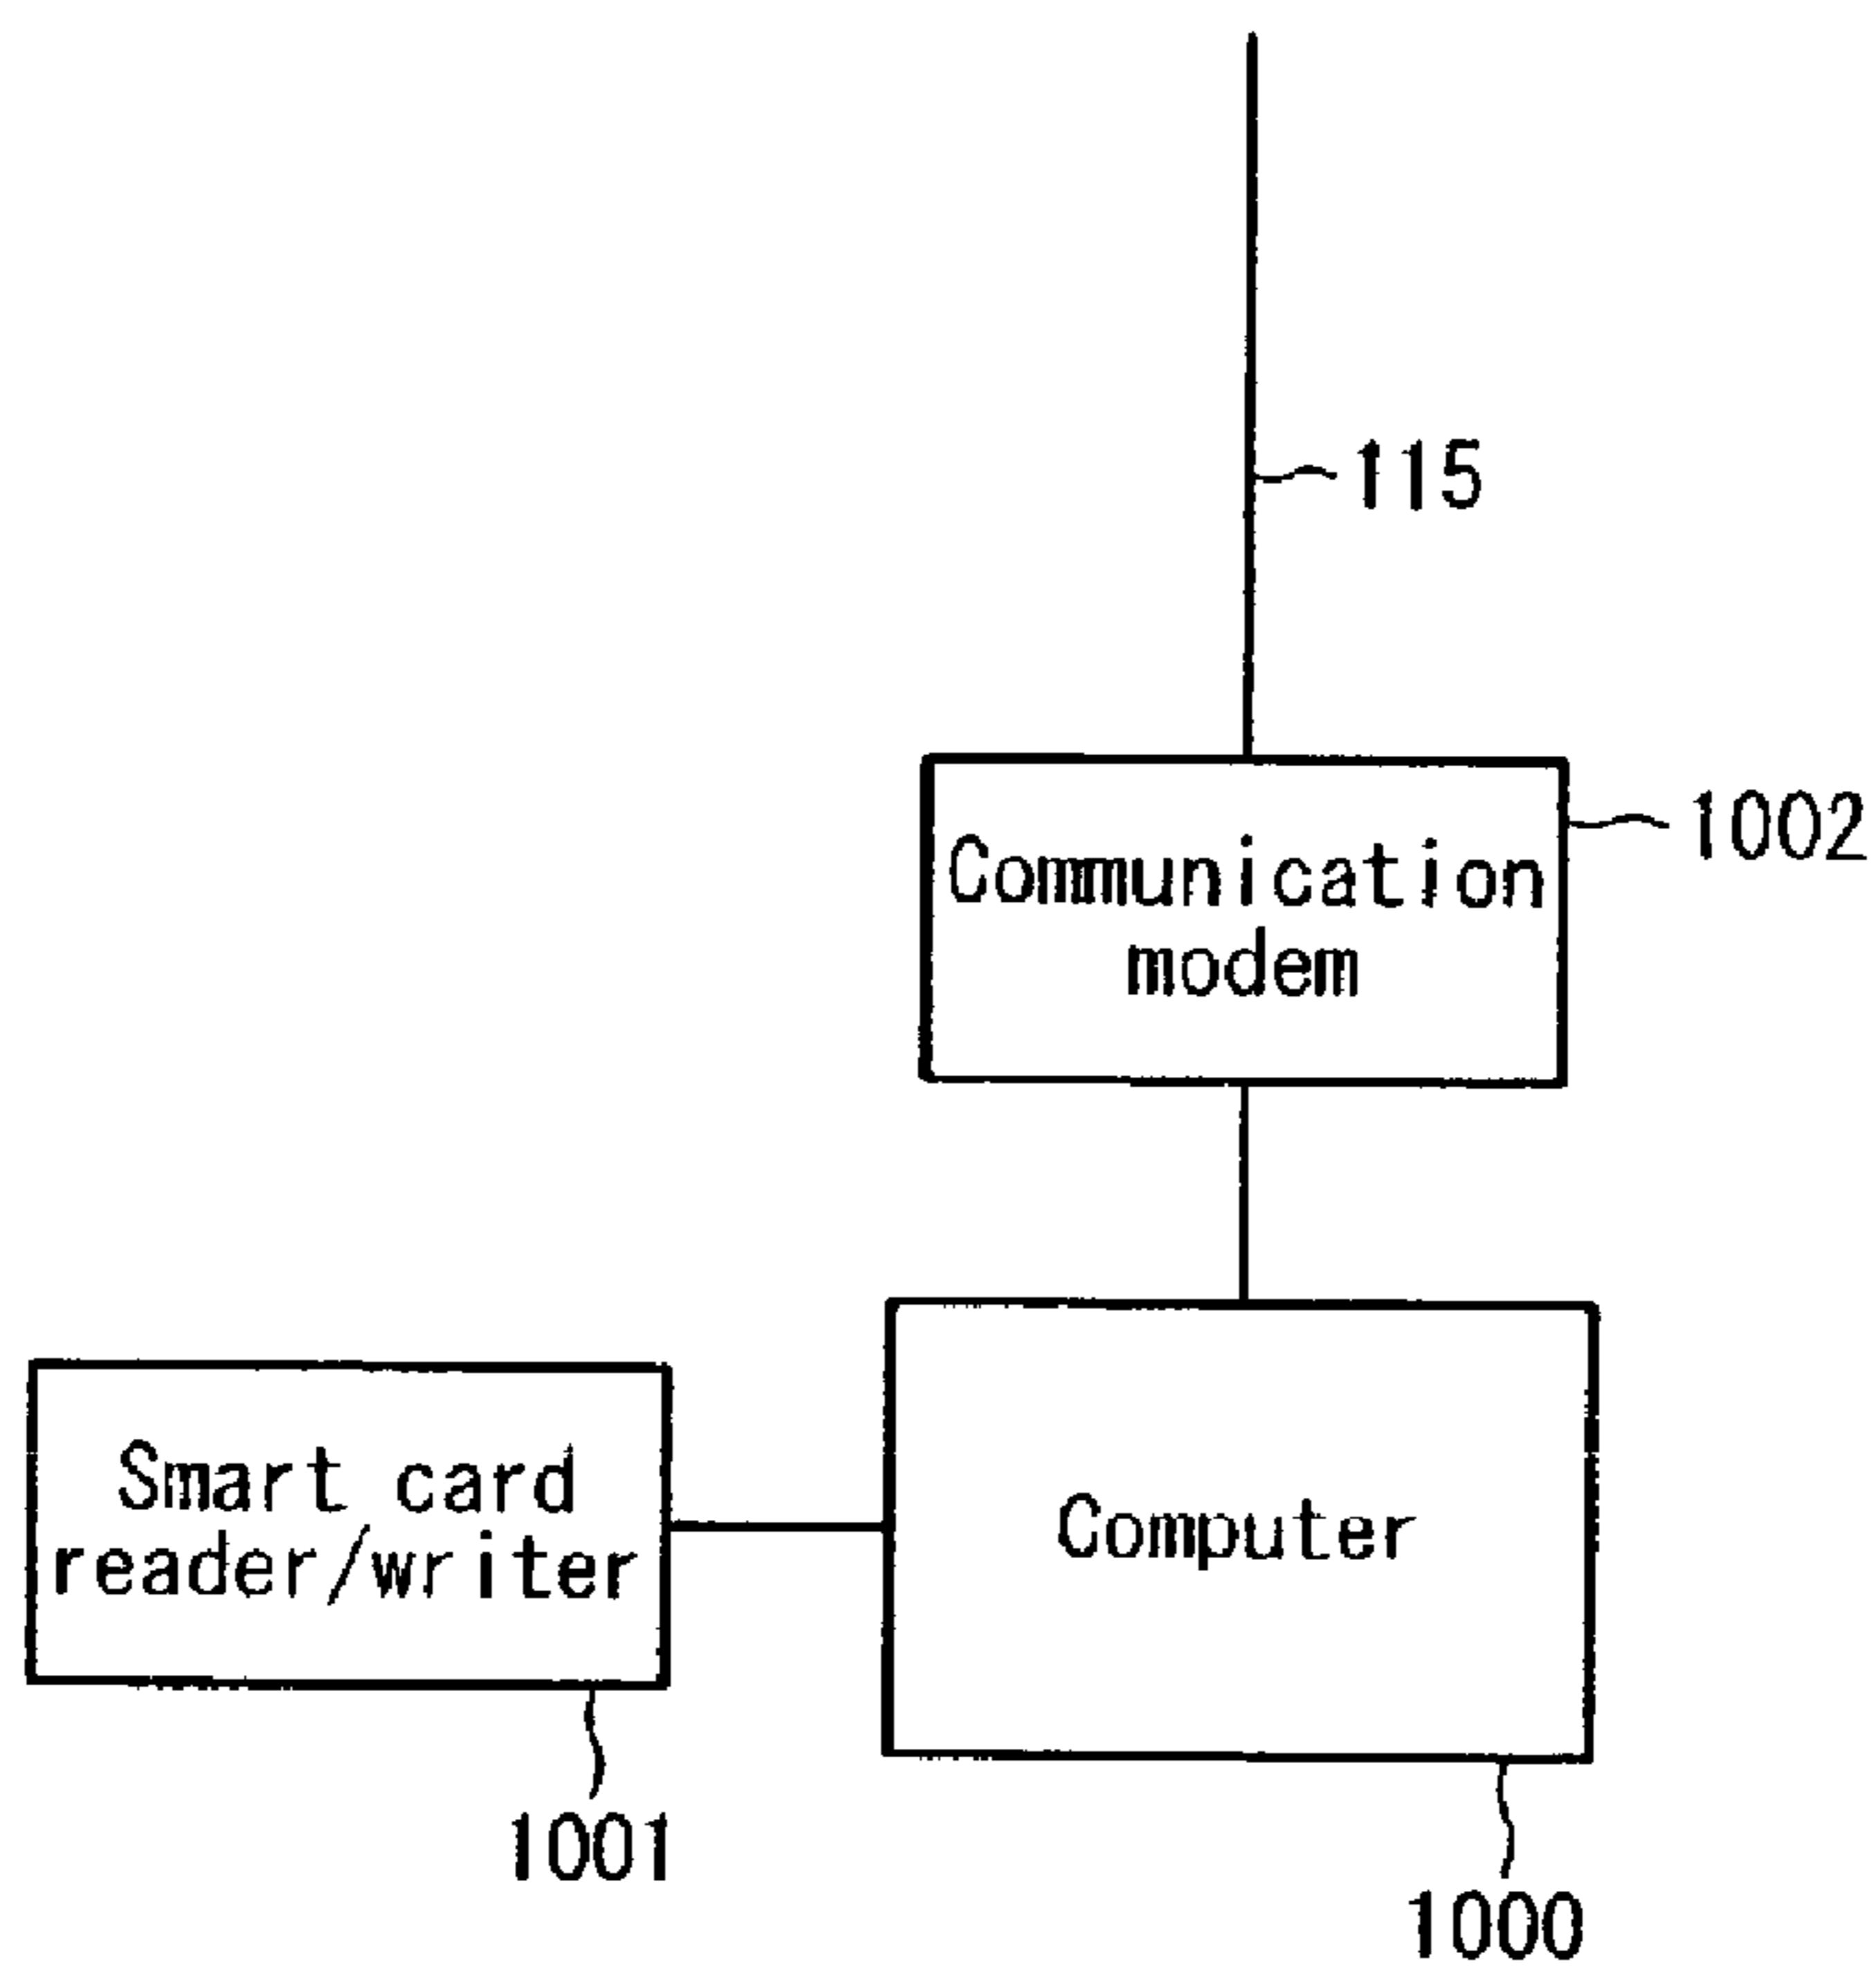 115
1002
Communication
modem
Smart card
reader/writer
Computer
1001
1000